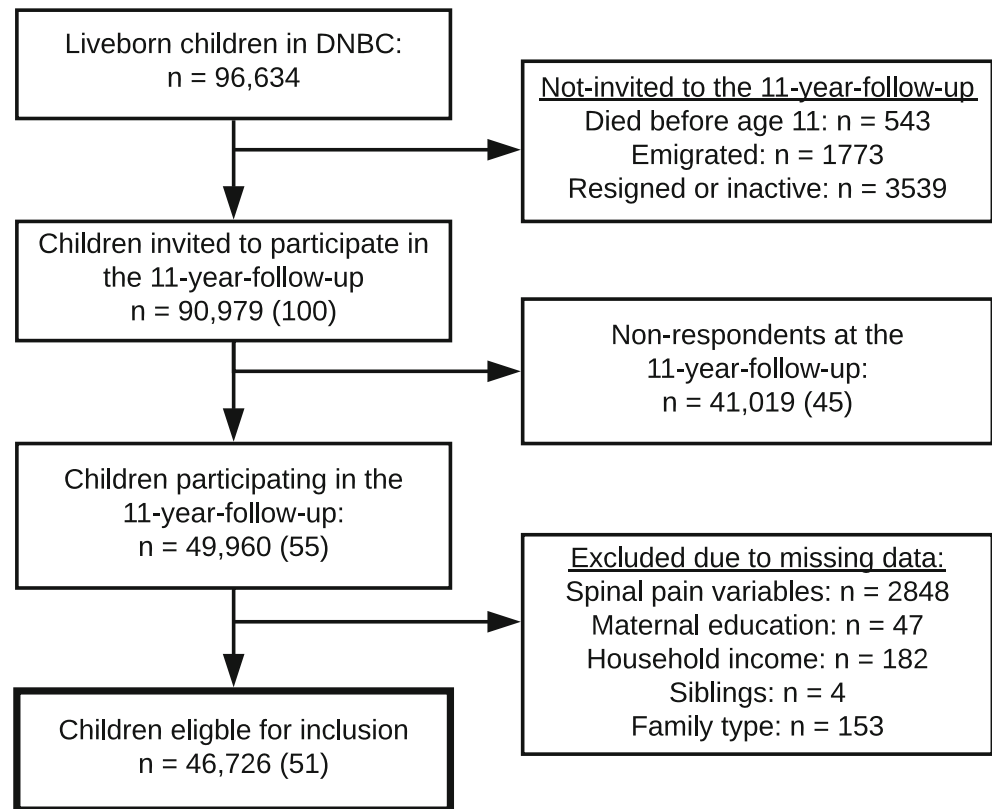 Liveborn children in DNBC:
n = 96,634
Not-invited to the 11-year-follow-up
Died before age 11: n = 543
Emigrated: n = 1773
Resigned or inactive: n = 3539
Children invited to participate in
the 11-year-follow-up
n = 90,979 (100)
Non-respondents at the
11-year-follow-up:
n = 41,019 (45)
Children participating in the
11-year-follow-up:
n = 49,960 (55)
Excluded due to missing data:
Spinal pain variables: n = 2848
Maternal education: n = 47
Household income: n = 182
Siblings: n = 4
Family type: n = 153
Children eligble for inclusion
n = 46,726 (51)